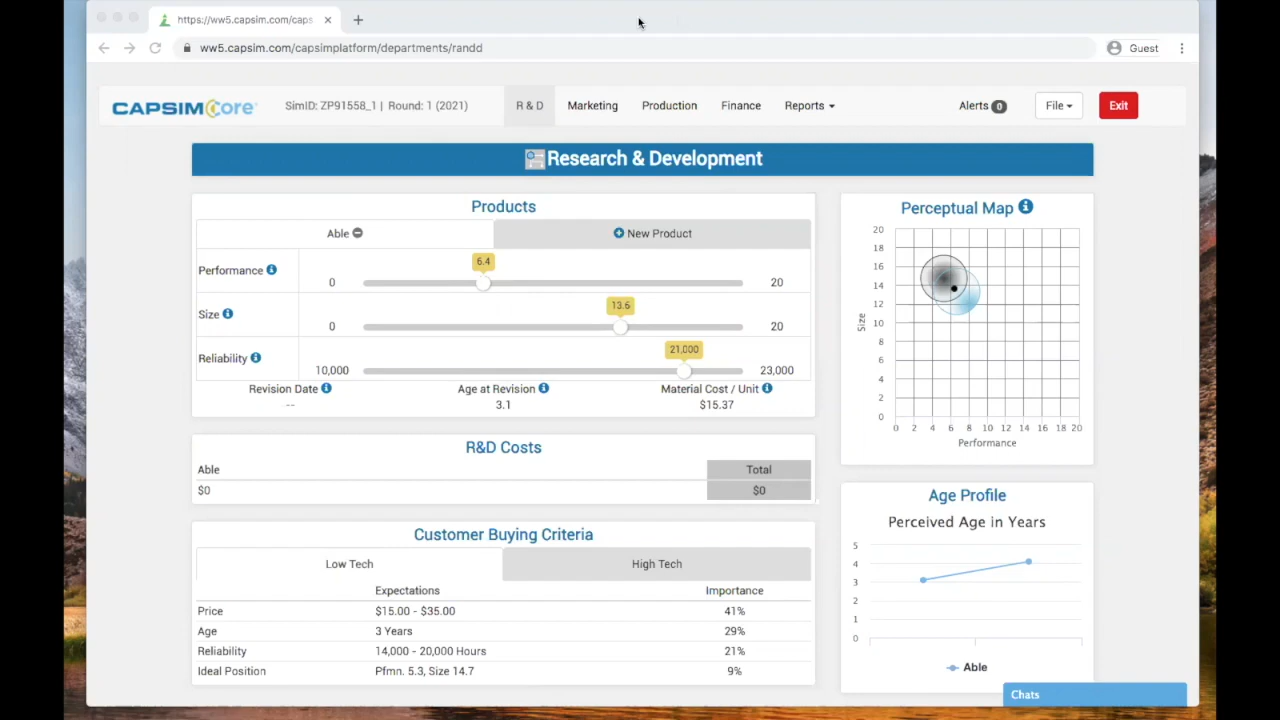 https://ww5.capsim.com/caps
ww5.capsim.com/capsimplatform/departments/randd
Guest
CAPSIMCore
SimID: ZP91558_1 | Round: 1 (2021)
R & D
Marketing
Production
Finance
Reports
Alerts 0
File
Exit
Research & Development
Products
Able
New Product
Performance
0
6.4
20
Size
0
13.6
20
Reliability
10,000
21,000
23,000
Revision Date
Age at Revision
Material Cost / Unit
--
3.1
$15.37
R&D Costs
Able
Total
$0
$0
Customer Buying Criteria
Low Tech
High Tech
Expectations
Importance
Price
$15.00 - $35.00
41%
Age
3 Years
29%
Reliability
14,000 - 20,000 Hours
21%
Ideal Position
Pfmn. 5.3, Size 14.7
9%
Perceptual Map
20
18
16
14
12
10
8
6
4
2
0
Size
0 2 4 6 8 10 12 14 16 18 20
Performance
Age Profile
Perceived Age in Years
5
4
3
2
1
0
Able
Chats